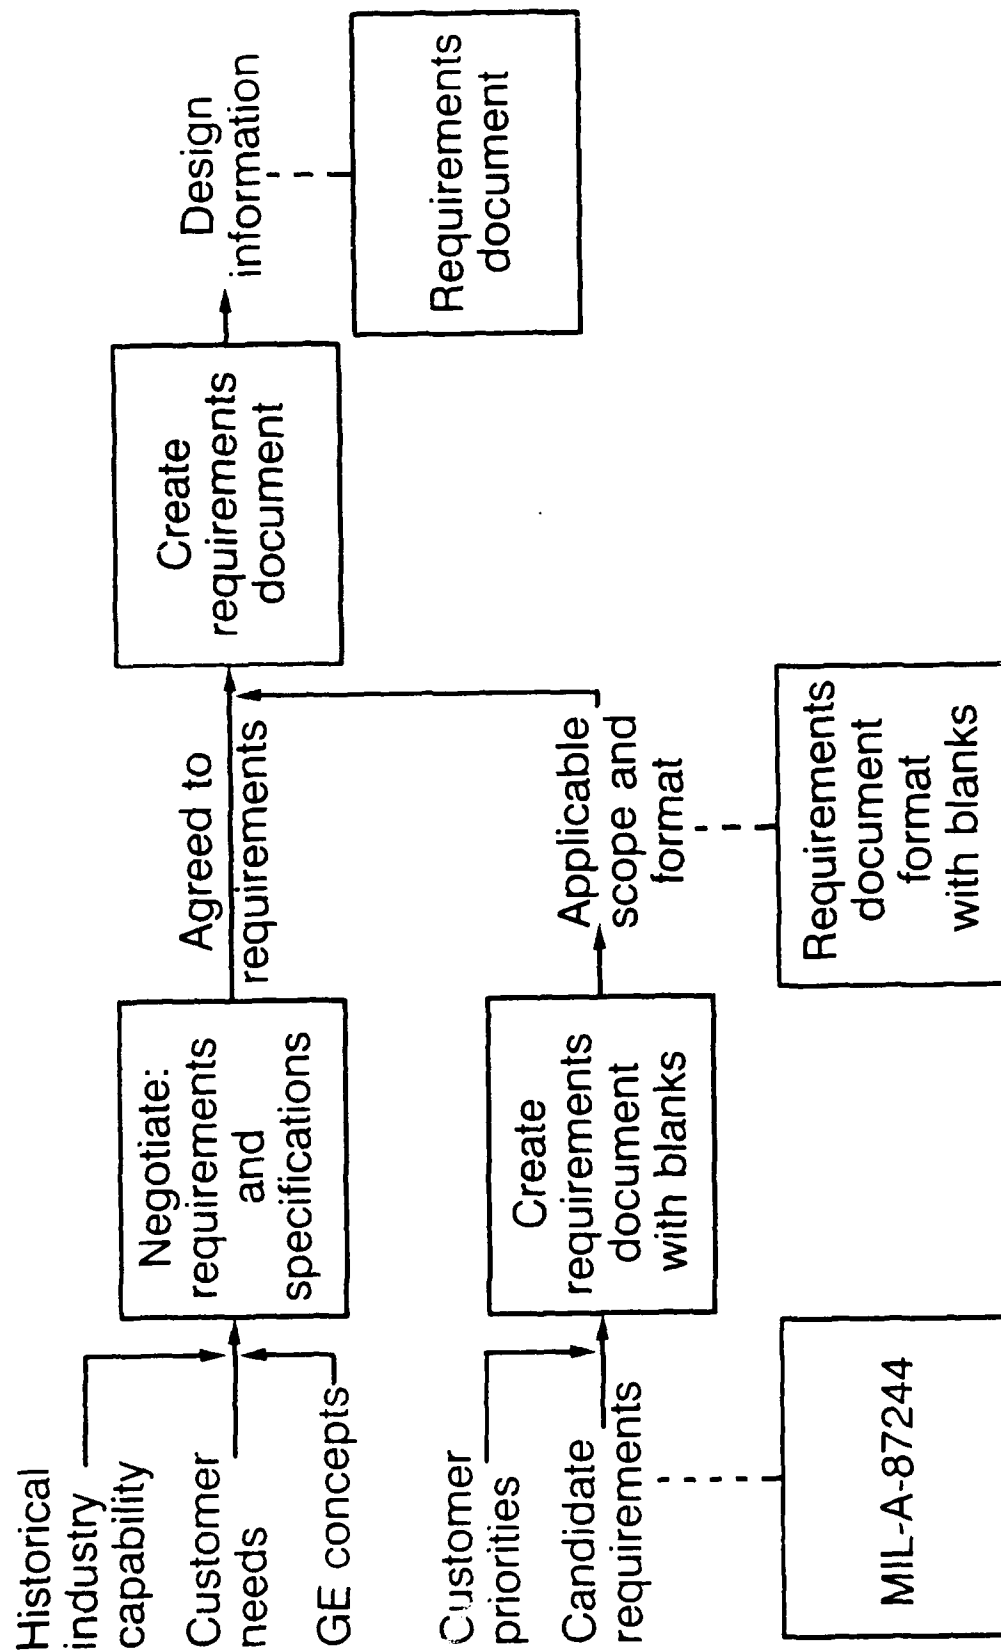 Historical
industry
capability
Customer
needs
GE concepts
Negotiate:
requirements
and
specifications
Agreed to
requirements
Create
requirements
document
Design
information
Requirements
document
Customer
priorities
Candidate
requirements
Create
requirements
document
with blanks
Applicable
scope and
format
MIL-A-87244
Requirements
document
format
with blanks